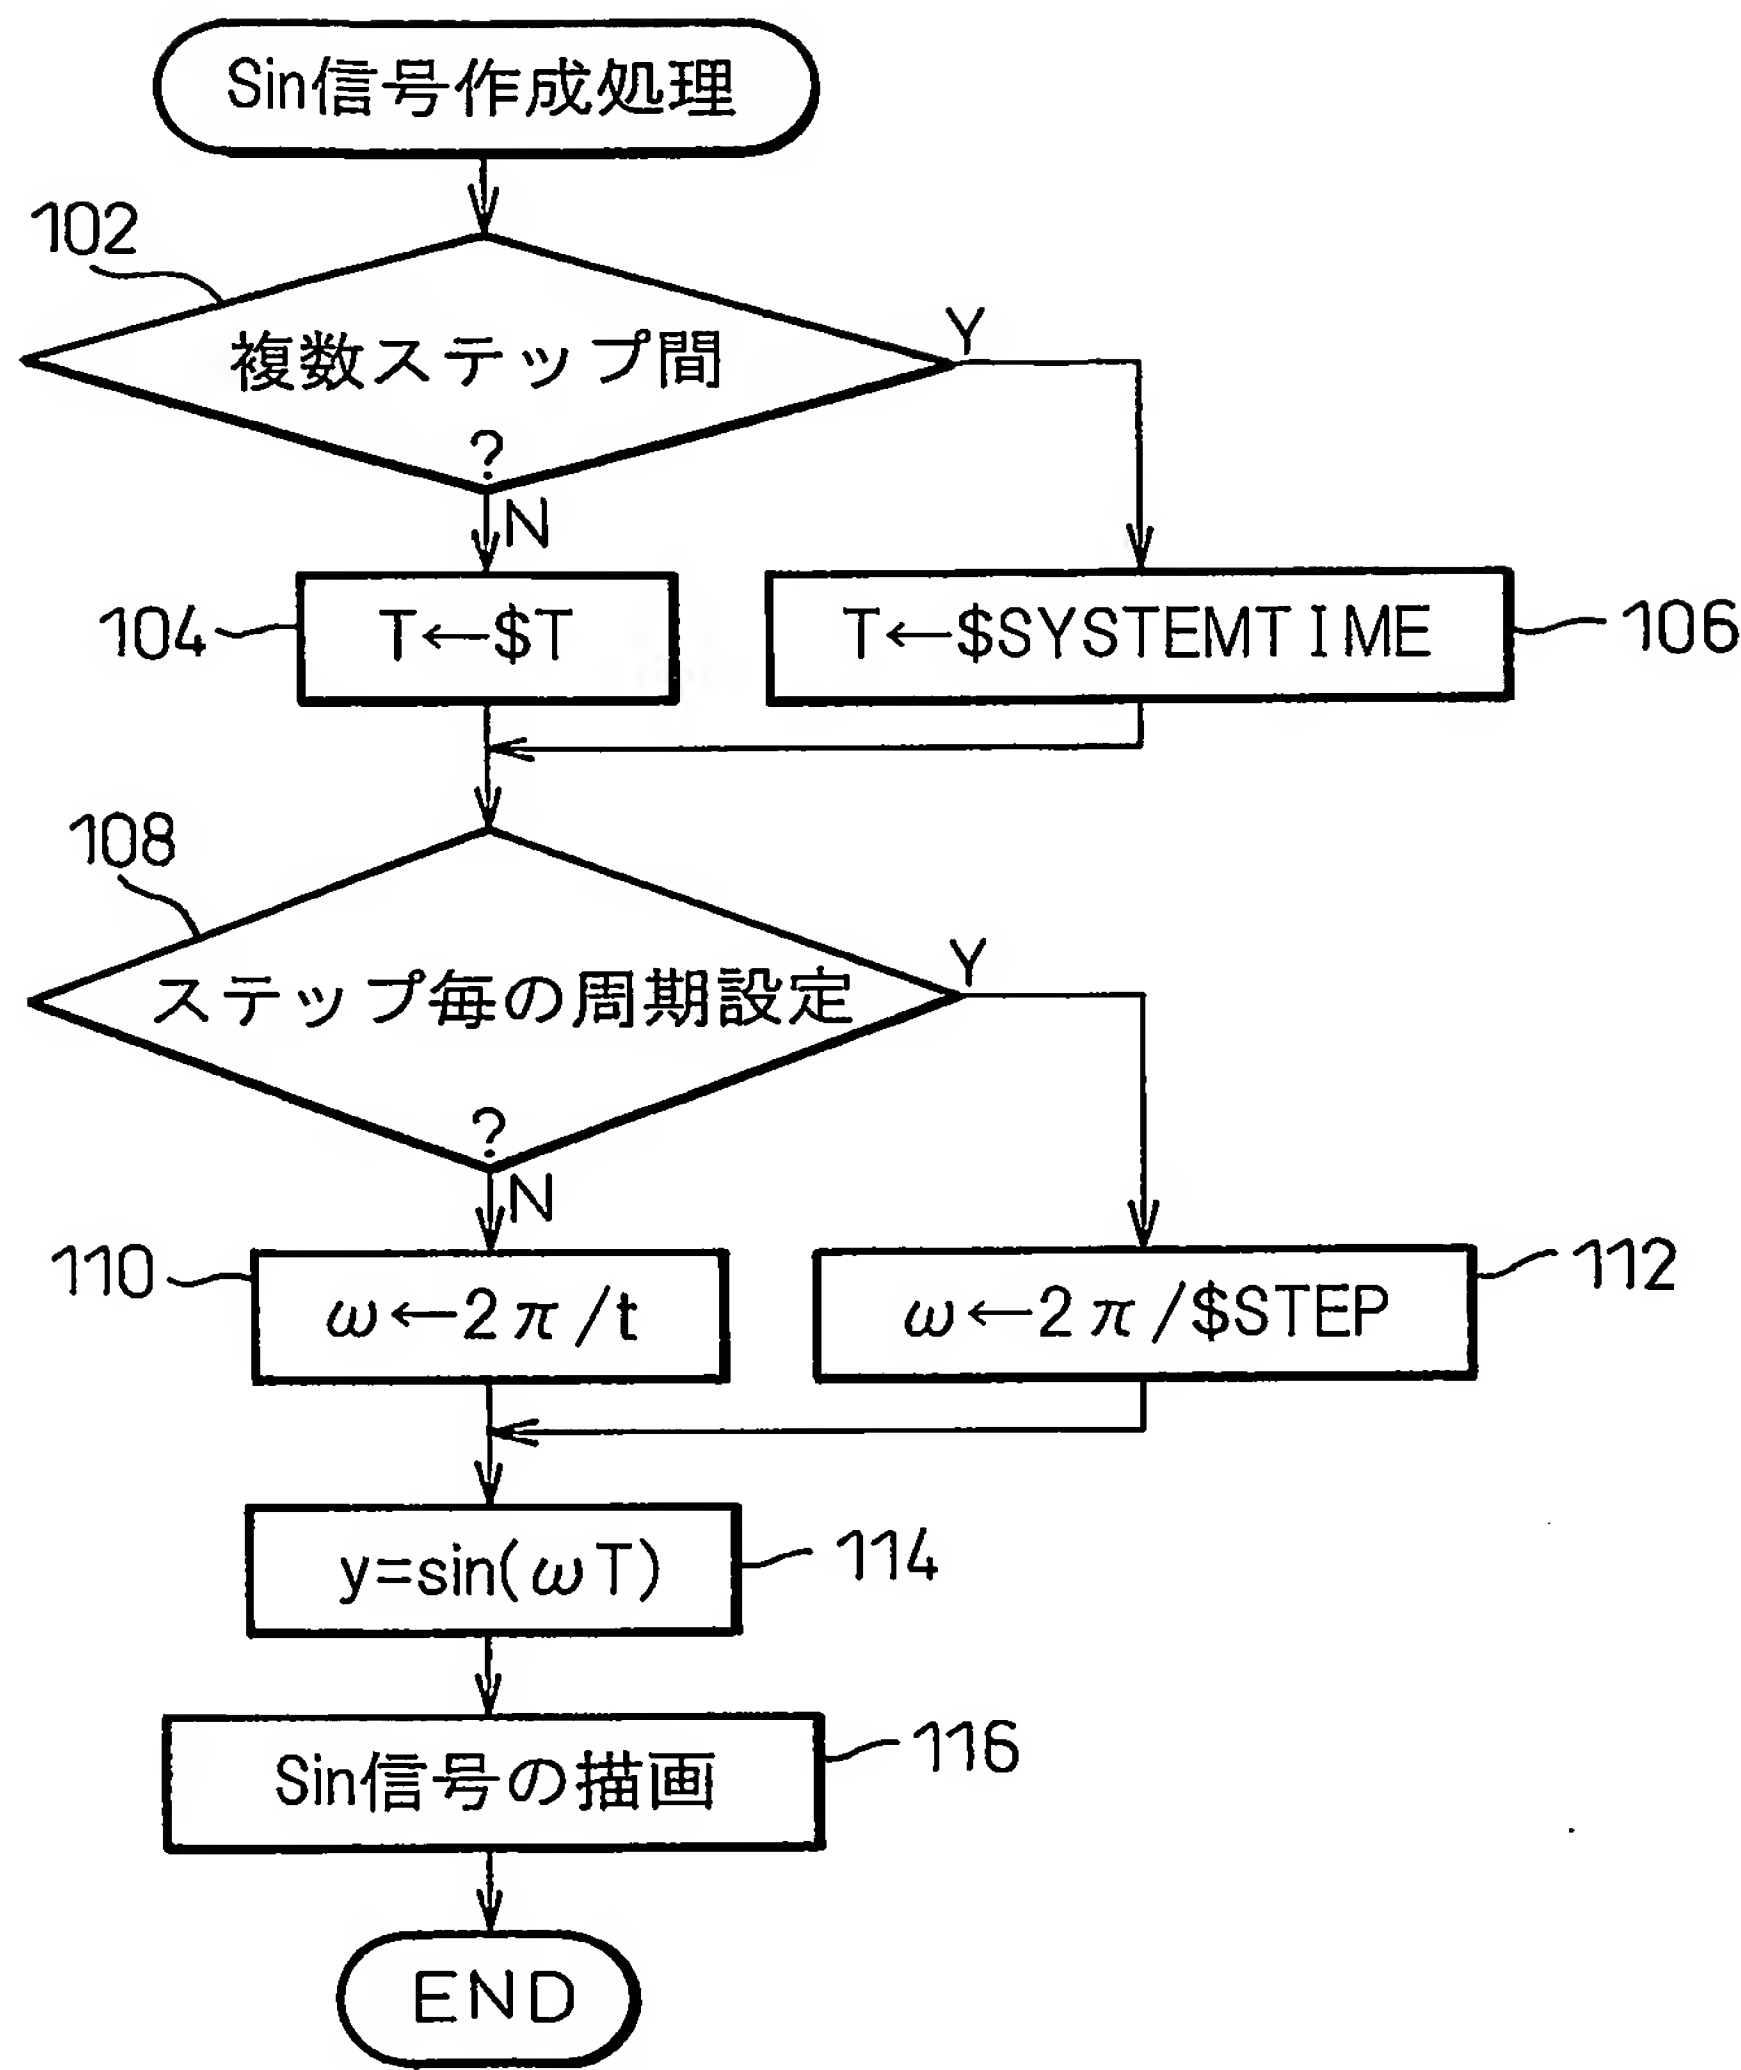 Sin信号作成処理
102
複数ステップ間
?
Y
N
104
T←$T
T←$SYSTEMTIME
106
108
ステップ毎の周期設定
?
Y
N
110
ω←2π/t
ω←2π/$STEP
112
y=sin(ωT)
114
Sin信号の描画
116
END